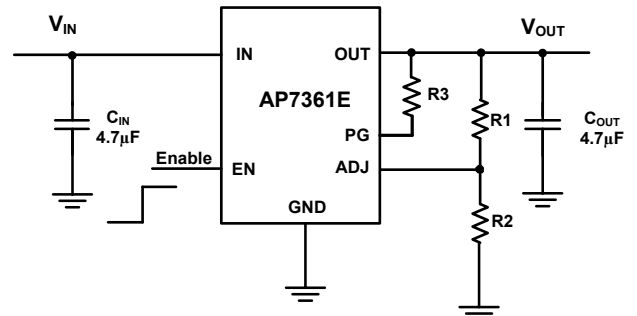 VIN
VOUT
IN
OUT
AP7361E
R3
R1
CIN
4.7μF
COUT
4.7μF
PG
Enable
EN
ADJ
GND
R2